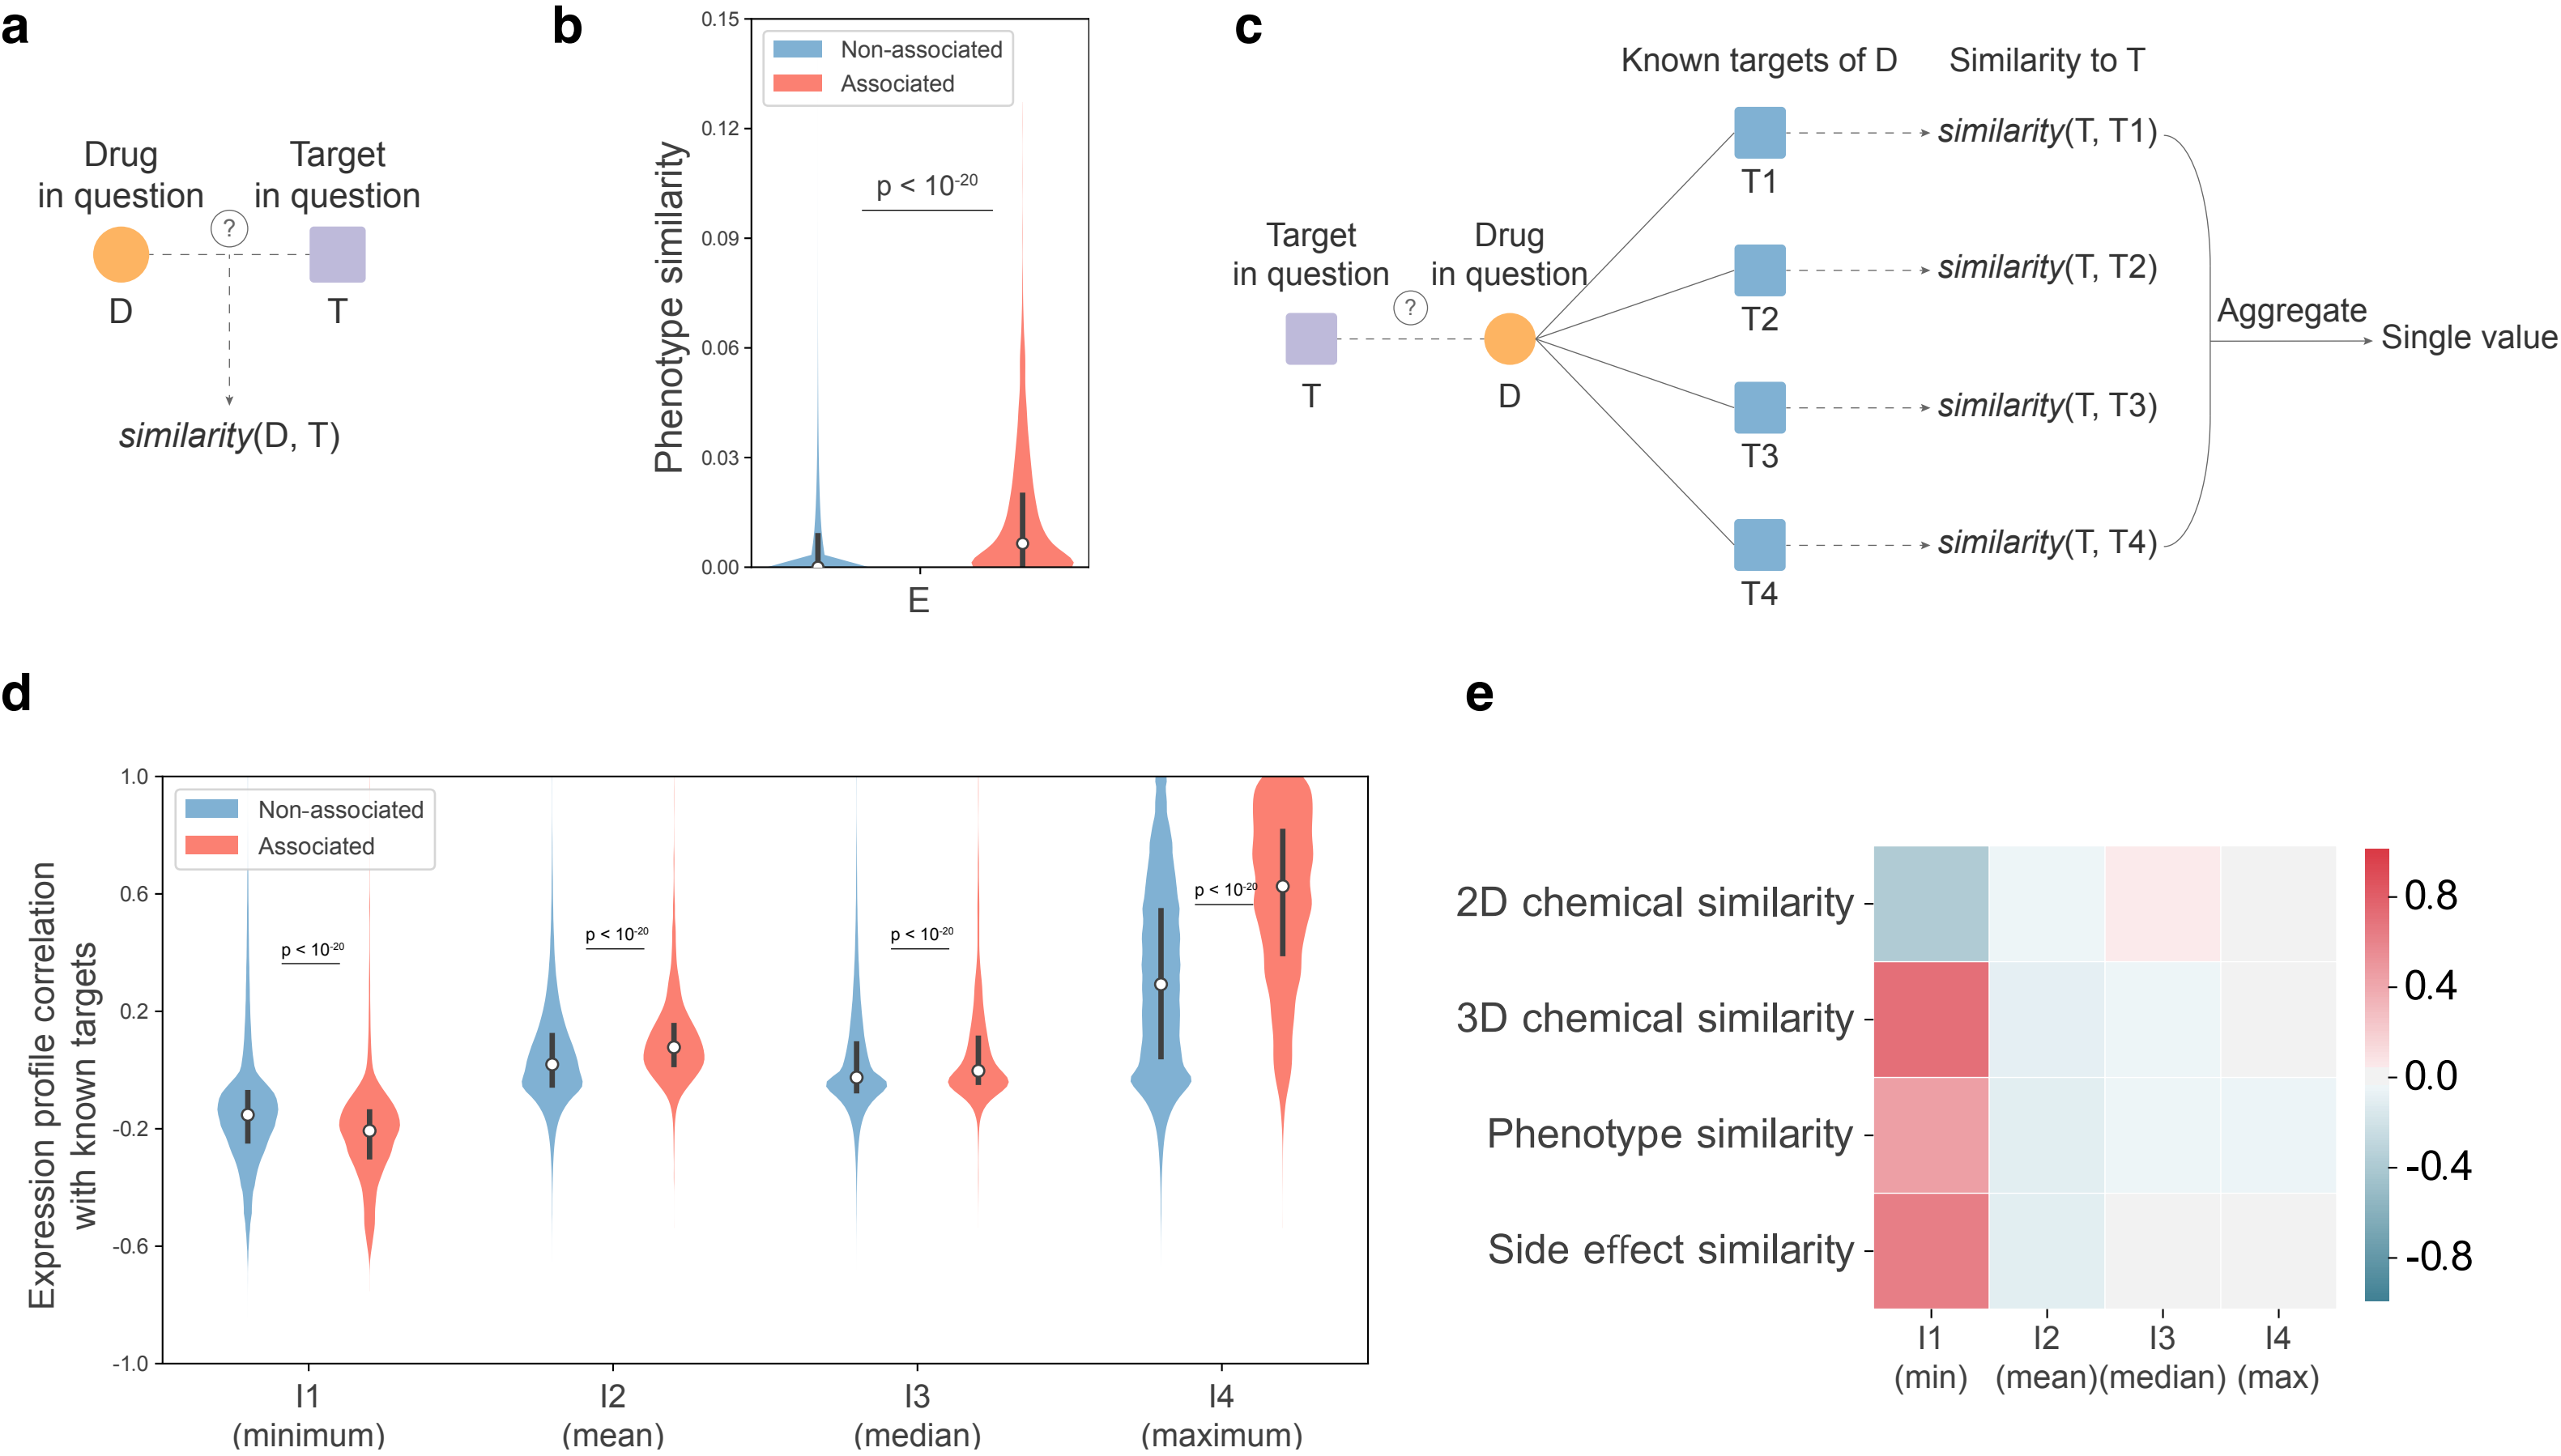 a
Drug
in question
Target
in question
?
D
T
similarity(D, T)
b
0.15
0.12
0.09
0.06
0.03
0.00
Phenotype similarity
Non-associated
Associated
p < 10-20
E
c
Known targets of D
Similarity to T
Target
in question
Drug
in question
?
T
D
T1
T2
T3
T4
similarity(T, T1)
similarity(T, T2)
similarity(T, T3)
similarity(T, T4)
Aggregate
Single value
d
Expression profile correlation
with known targets
1.0
0.6
0.2
-0.2
-0.6
-1.0
Non-associated
Associated
p < 10-20
p < 10-20
p < 10-20
p < 10-20
I1
(minimum)
I2
(mean)
I3
(median)
I4
(maximum)
e
2D chemical similarity
3D chemical similarity
Phenotype similarity
Side effect similarity
I1
(min)
I2
(mean)
I3
(median)
I4
(max)
0.8
0.4
0.0
-0.4
-0.8